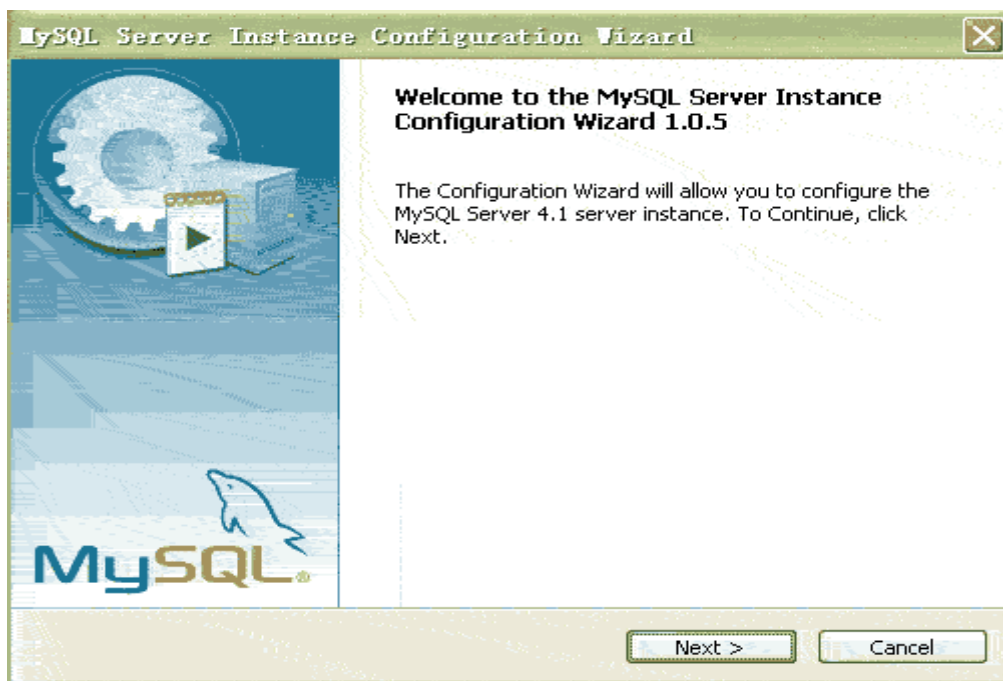 MySQL Server Instance Configuration Wizard
Welcome to the MySQL Server Instance
Configuration Wizard 1.0.5
The Configuration Wizard will allow you to configure the
MySQL Server 4.1 server instance. To Continue, click
Next.
MySQL®
Next >
Cancel